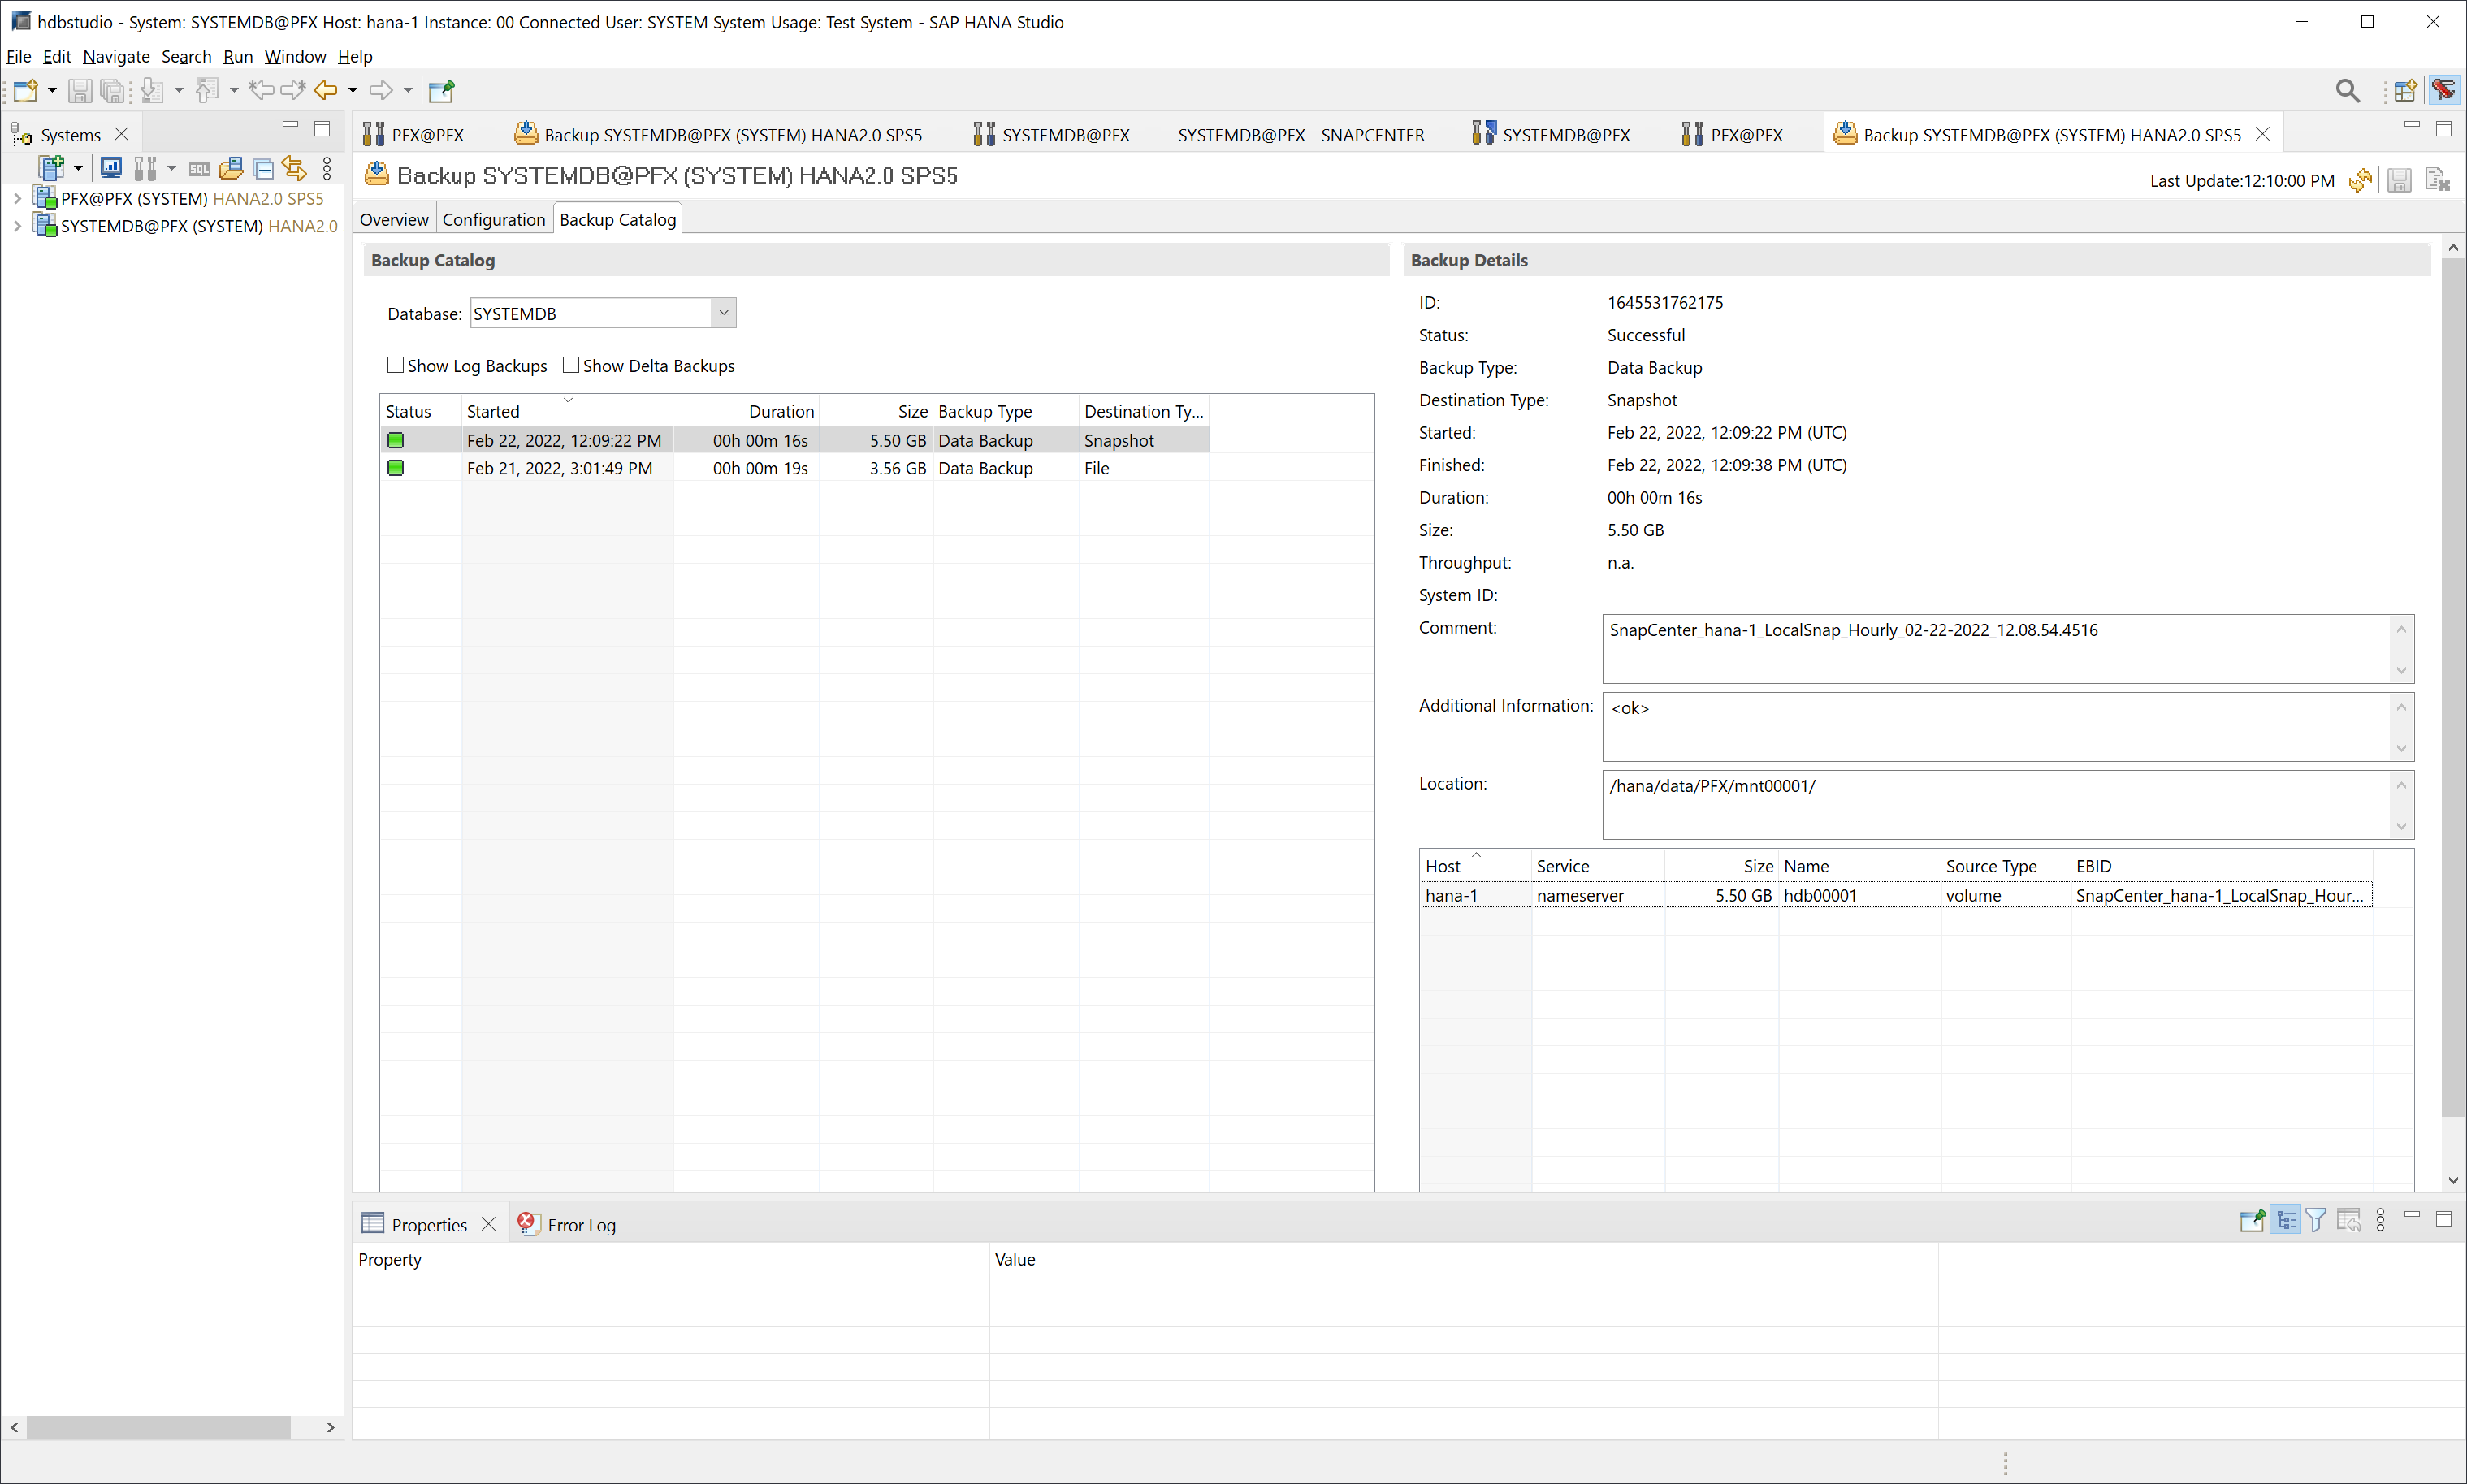 hdbstudio - System: SYSTEMDB@PFX Host: hana-1 Instance: 00 Connected User: SYSTEM System Usage: Test System - SAP HANA Studio
File Edit Navigate Search Run Window Help
Systems
PFX@PFX Backup SYSTEMDB@PFX (SYSTEM) HANA2.0 SPS5 SYSTEMDB@PFX SYSTEMDB@PFX - SNAPCENTER SYSTEMDB@PFX PFX@PFX Backup SYSTEMDB@PFX (SYSTEM) HANA2.0 SPS5
SQL
PFX@PFX (SYSTEM) HANA2.0 SPS5
SYSTEMDB@PFX (SYSTEM) HANA2.0
Backup SYSTEMDB@PFX (SYSTEM) HANA2.0 SPS5
Last Update:12:10:00 PM
Overview Configuration Backup Catalog
Backup Catalog
Database: SYSTEMDB
Show Log Backups Show Delta Backups
Status Started Duration Size Backup Type Destination Ty...
Feb 22, 2022, 12:09:22 PM 00h 00m 16s 5.50 GB Data Backup Snapshot
Feb 21, 2022, 3:01:49 PM 00h 00m 19s 3.56 GB Data Backup File
Backup Details
ID: 1645531762175
Status: Successful
Backup Type: Data Backup
Destination Type: Snapshot
Started: Feb 22, 2022, 12:09:22 PM (UTC)
Finished: Feb 22, 2022, 12:09:38 PM (UTC)
Duration: 00h 00m 16s
Size: 5.50 GB
Throughput: n.a.
System ID:
Comment: SnapCenter_hana-1_LocalSnap_Hourly_02-22-2022_12.08.54.4516
Additional Information: <ok>
Location: /hana/data/PFX/mnt00001/
Host Service Size Name Source Type EBID
hana-1 nameserver 5.50 GB hdb00001 volume SnapCenter_hana-1_LocalSnap_Hour...
Properties Error Log
Property Value